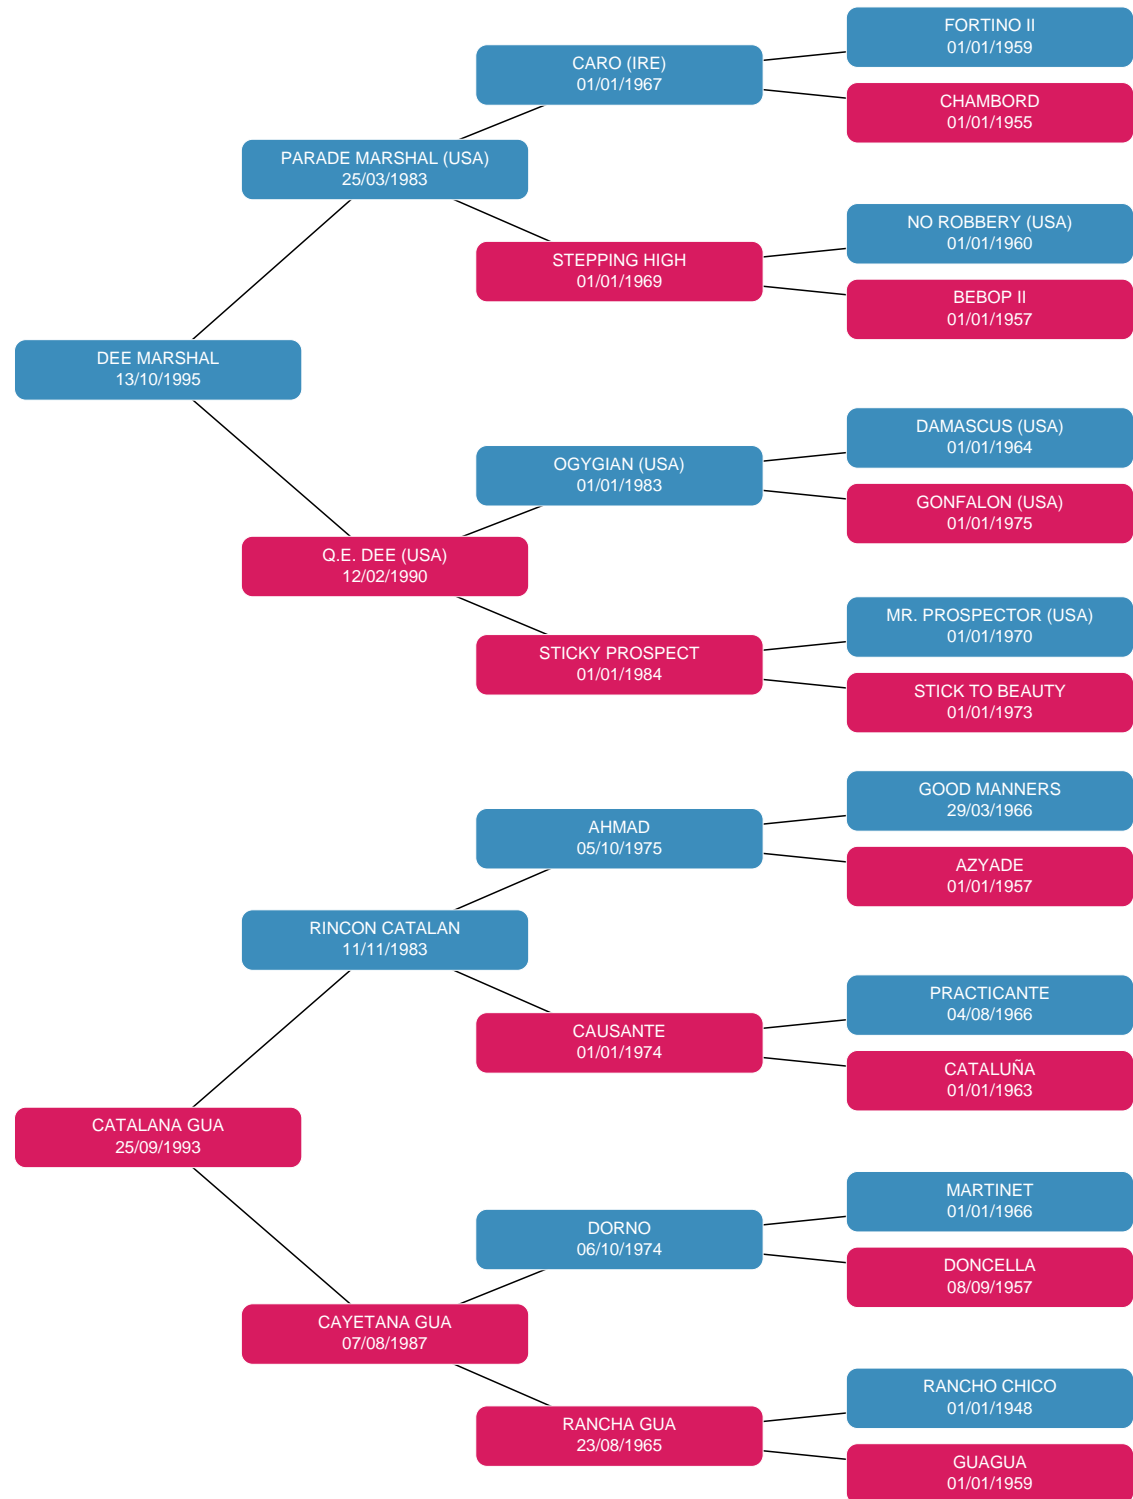 FORTINO II
01/01/1959
CARO (IRE)
01/01/1967
CHAMBORD
01/01/1955
PARADE MARSHAL (USA)
25/03/1983
NO ROBBERY (USA)
01/01/1960
STEPPING HIGH
01/01/1969
BEBOP II
01/01/1957
DEE MARSHAL
13/10/1995
DAMASCUS (USA)
01/01/1964
OGYGIAN (USA)
01/01/1983
GONFALON (USA)
01/01/1975
Q.E. DEE (USA)
12/02/1990
MR. PROSPECTOR (USA)
01/01/1970
STICKY PROSPECT
01/01/1984
STICK TO BEAUTY
01/01/1973
GOOD MANNERS
29/03/1966
AHMAD
05/10/1975
AZYADE
01/01/1957
RINCON CATALAN
11/11/1983
PRACTICANTE
04/08/1966
CAUSANTE
01/01/1974
CATALUÑA
01/01/1963
CATALANA GUA
25/09/1993
MARTINET
01/01/1966
DORNO
06/10/1974
DONCELLA
08/09/1957
CAYETANA GUA
07/08/1987
RANCHO CHICO
01/01/1948
RANCHA GUA
23/08/1965
GUAGUA
01/01/1959